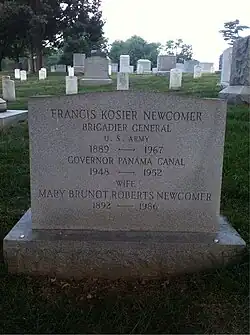 FRANCIS KOSIER NEWCOMER
BRIGADIER GENERAL
U. S. ARMY
1889 — 1967
GOVERNOR PANAMA CANAL
1948 — 1952
WIFE
MARY BRUNOT ROBERTS NEWCOMER
1892 — 1986